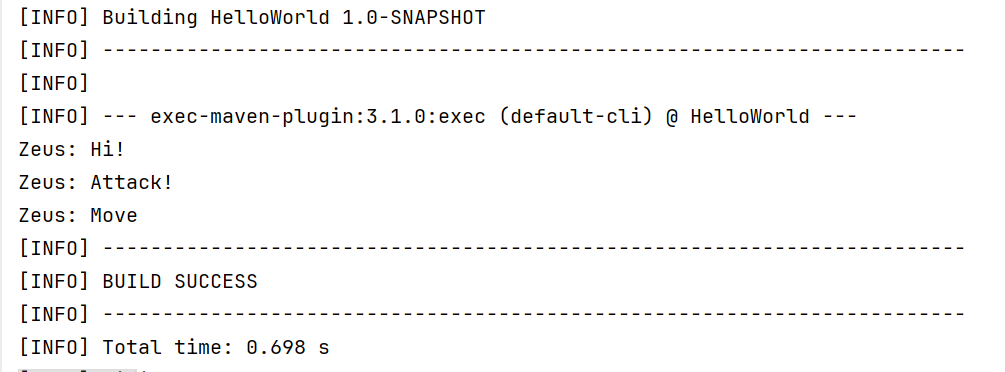 [INFO] Building HelloWorld 1.0-SNAPSHOT
[INFO] ------------------------------------------------------------------------
[INFO]
[INFO] --- exec-maven-plugin:3.1.0:exec (default-cli) @ HelloWorld ---
Zeus: Hi!
Zeus: Attack!
Zeus: Move
[INFO] ------------------------------------------------------------------------
[INFO] BUILD SUCCESS
[INFO] ------------------------------------------------------------------------
[INFO] Total time: 0.698 s